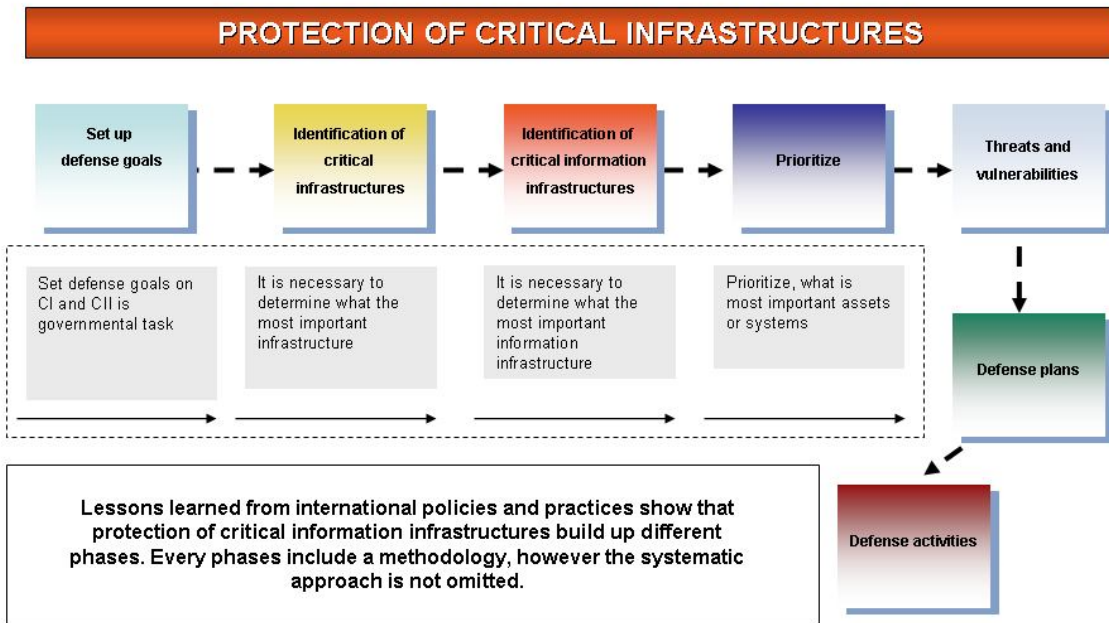 PROTECTION OF CRITICAL INFRASTRUCTURES
Set up
defense goals
Identification of
critical
infrastructures
Identification of
critical information
infrastructures
Prioritize
Threats and
vulnerabilities
Set defense goals on
CI and CII is
governmental task
It is necessary to
determine what the
most important
infrastructure
It is necessary to
determine what the
most important
information
infrastructure
Prioritize, what is
most important assets
or systems
Defense plans
Lessons learned from international policies and practices show that
protection of critical information infrastructures build up different
phases. Every phases include a methodology, however the systematic
approach is not omitted.
Defense activities